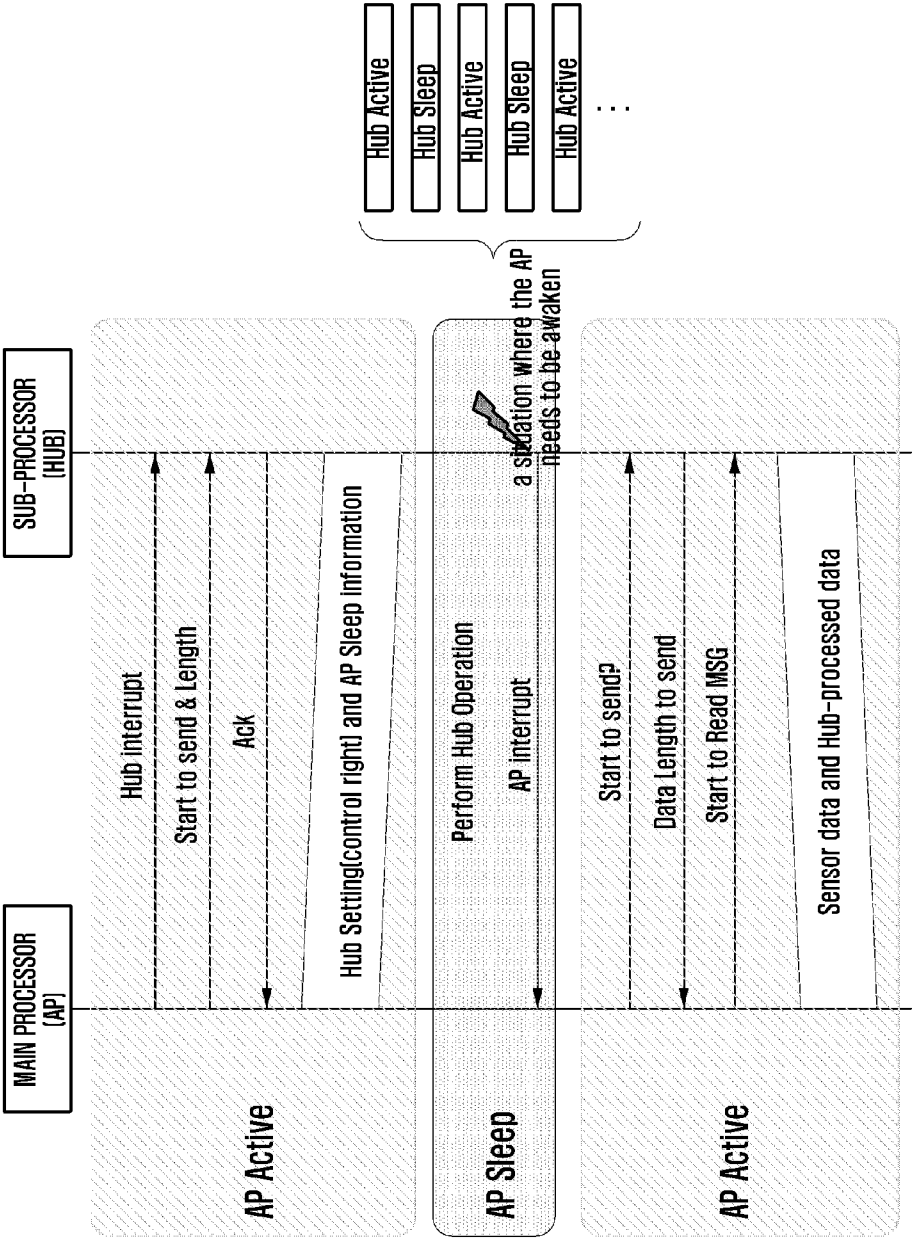 MAIN PROCESSOR
(AP)
SUB-PROCESSOR
(HUB)
AP Active
Hub interrupt
Start to send & Length
Ack
Hub Setting(control right) and AP Sleep information
AP Sleep
Perform Hub Operation
AP interrupt
a situation where the AP
needs to be awaken
Hub Active
Hub Sleep
Hub Active
Hub Sleep
Hub Active
...
AP Active
Start to send?
Data Length to send
Start to Read MSG
Sensor data and Hub-processed data